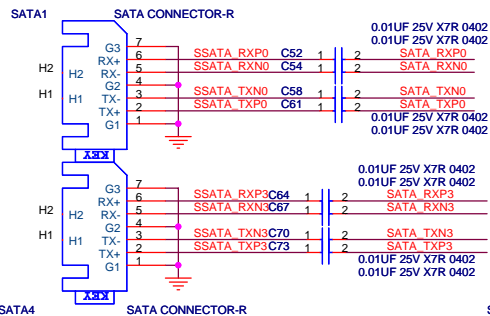 SATA1 SATA CONNECTOR-R
0.01UF 25V X7R 0402
0.01UF 25V X7R 0402
G3 7
RX+ 6 SSATA_RXP0 C52 1 2 SATA_RXP0
H2 H2 RX- 5 SSATA_RXN0 C54 1 2 SATA_RXN0
G2 4
H1 H1 TX- 3 SSATA_TXN0 C58 1 2 SATA_TXN0
TX+ 2 SSATA_TXP0 C61 1 2 SATA_TXP0
G1 1
0.01UF 25V X7R 0402
0.01UF 25V X7R 0402
KEY
0.01UF 25V X7R 0402
0.01UF 25V X7R 0402
G3 7
RX+ 6 SSATA_RXP3 C64 1 2 SATA_RXP3
H2 H2 RX- 5 SSATA_RXN3 C67 1 2 SATA_RXN3
G2 4
H1 H1 TX- 3 SSATA_TXN3 C70 1 2 SATA_TXN3
TX+ 2 SSATA_TXP3 C73 1 2 SATA_TXP3
G1 1
0.01UF 25V X7R 0402
0.01UF 25V X7R 0402
KEY
SATA4 SATA CONNECTOR-R